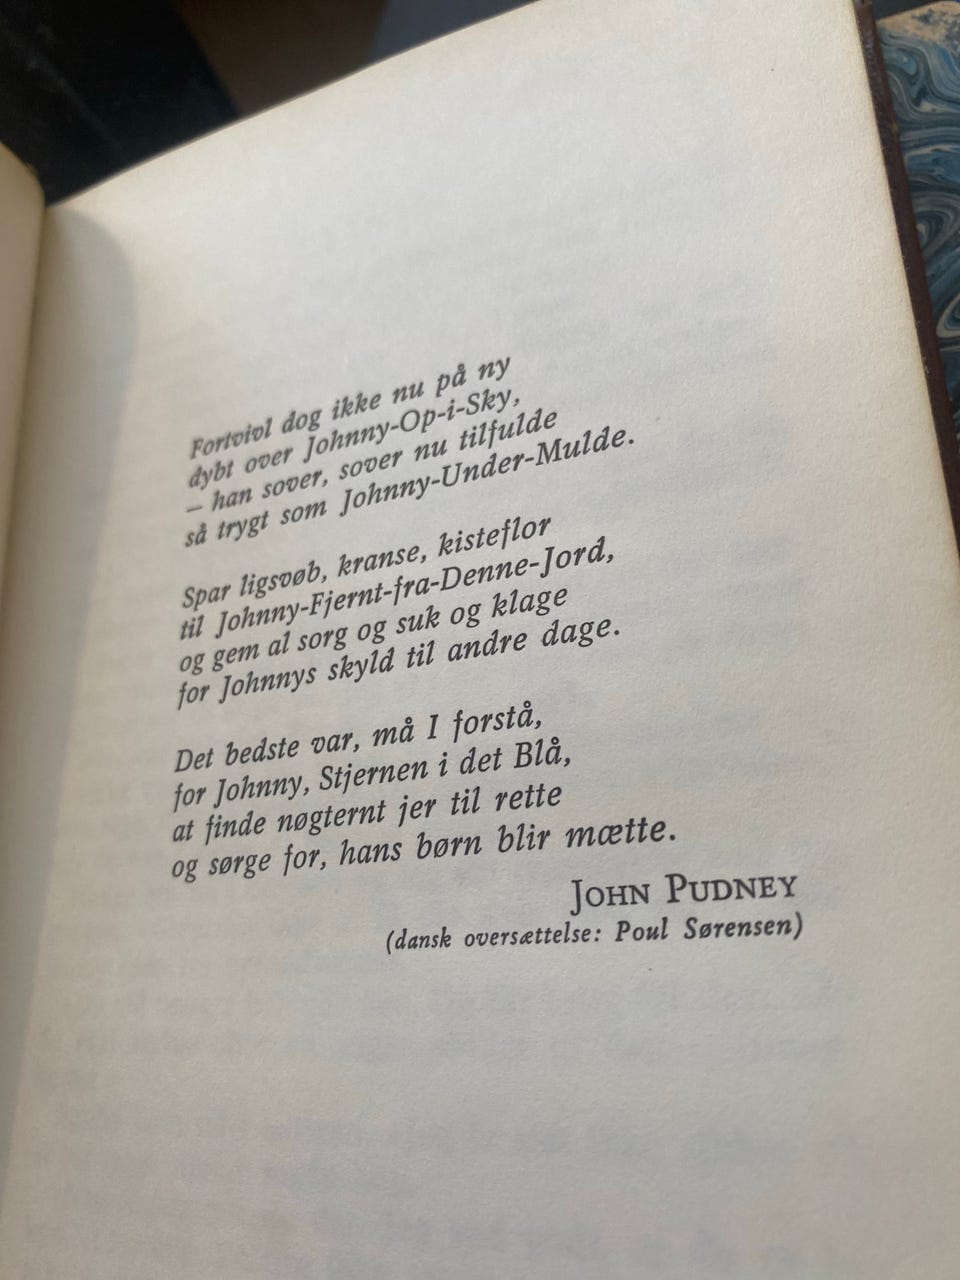 Fortvivl dog ikke nu på ny
dybt over Johnny-Op-i-Sky,
– han sover, sover nu tilfulde
så trygt som Johnny-Under-Mulde.
Spar ligsvøb, kranse, kisteflor
til Johnny-Fjernt-fra-Denne-Jord,
og gem al sorg og suk og klage
for Johnnys skyld til andre dage.
Det bedste var, må I forstå,
for Johnny, Stjernen i det Blå,
at finde nøgternt jer til rette
og sørge for, hans børn blir mætte.
JOHN PUDNEY
(dansk oversættelse: Poul Sørensen)